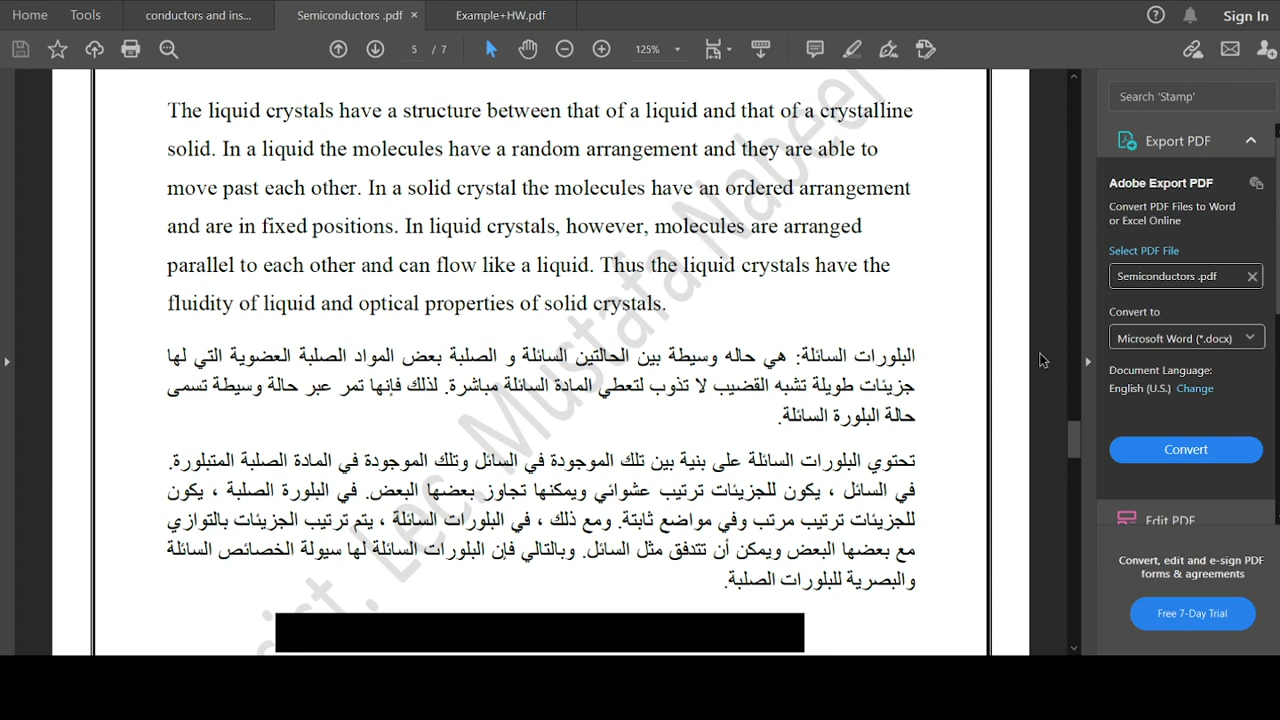 Home
Tools
conductors and ins...
Semiconductors .pdf
Example+HW.pdf
Sign In
5 / 7
125%
The liquid crystals have a structure between that of a liquid and that of a crystalline
solid. In a liquid the molecules have a random arrangement and they are able to
move past each other. In a solid crystal the molecules have an ordered arrangement
and are in fixed positions. In liquid crystals, however, molecules are arranged
parallel to each other and can flow like a liquid. Thus the liquid crystals have the
fluidity of liquid and optical properties of solid crystals.
البلورات السائلة: هي حاله وسيطة بين الحالتين السائلة و الصلبة بعض المواد الصلبة العضوية التي لها
جزيئات طويلة تشبه القضيب لا تذوب لتعطي المادة السائلة مباشرة. لذلك فإنها تمر عبر حالة وسيطة تسمى
حالة البلورة السائلة.
تحتوي البلورات السائلة على بنية بين تلك الموجودة في السائل وتلك الموجودة في المادة الصلبة المتبلورة.
في السائل ، يكون للجزيئات ترتيب عشوائي ويمكنها تجاوز بعضها البعض. في البلورة الصلبة ، يكون
للجزيئات ترتيب مرتب وفي مواضع ثابتة. ومع ذلك ، في البلورات السائلة ، يتم ترتيب الجزيئات بالتوازي
مع بعضها البعض ويمكن أن تتدفق مثل السائل. وبالتالي فإن البلورات السائلة لها سيولة الخصائص السائلة
والبصرية للبلورات الصلبة.
ist. Lec. Mustafa Nabeel
Search 'Stamp'
Export PDF
Adobe Export PDF
Convert PDF Files to Word
or Excel Online
Select PDF File
Semiconductors .pdf
Convert to
Microsoft Word (*.docx)
Document Language:
English (U.S.) Change
Convert
Edit PDF
Convert, edit and e-sign PDF
forms & agreements
Free 7-Day Trial